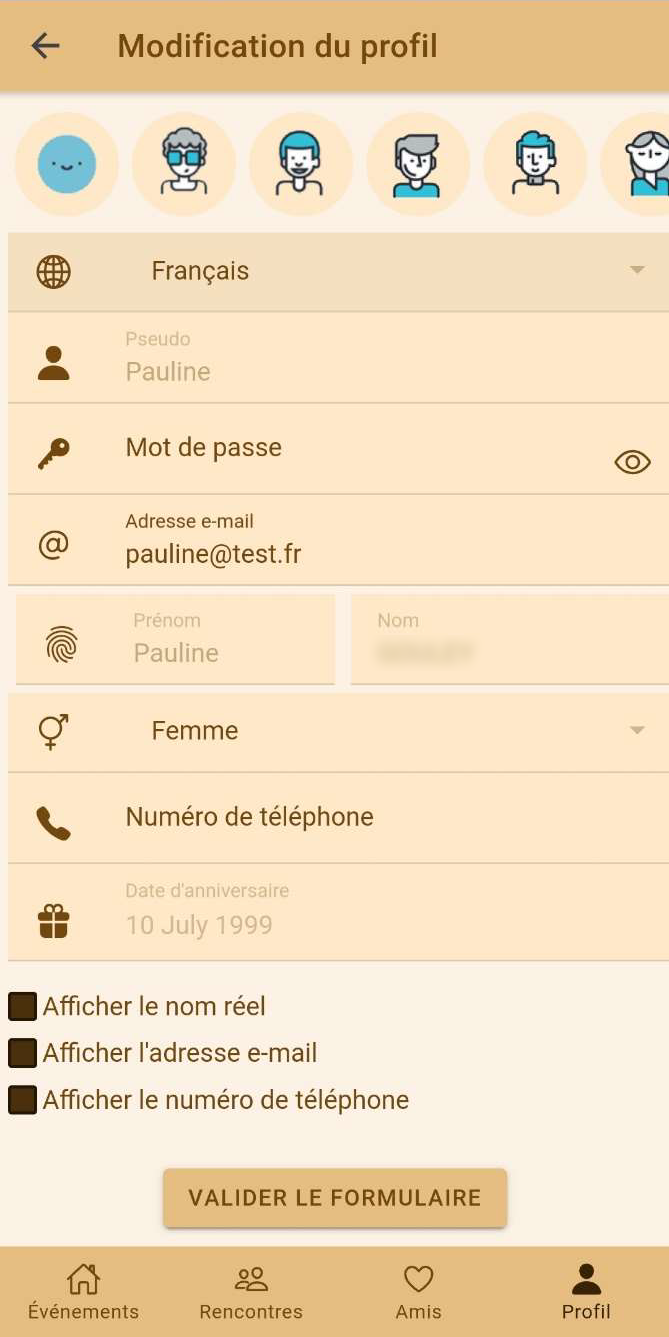 Modification du profil
Français
Pseudo
Pauline
Mot de passe
Adresse e-mail
pauline@test.fr
Prénom
Pauline
Nom
Femme
Numéro de téléphone
Date d'anniversaire
10 July 1999
Afficher le nom réel
Afficher l'adresse e-mail
Afficher le numéro de téléphone
VALIDER LE FORMULAIRE
Événements Rencontres Amis Profil